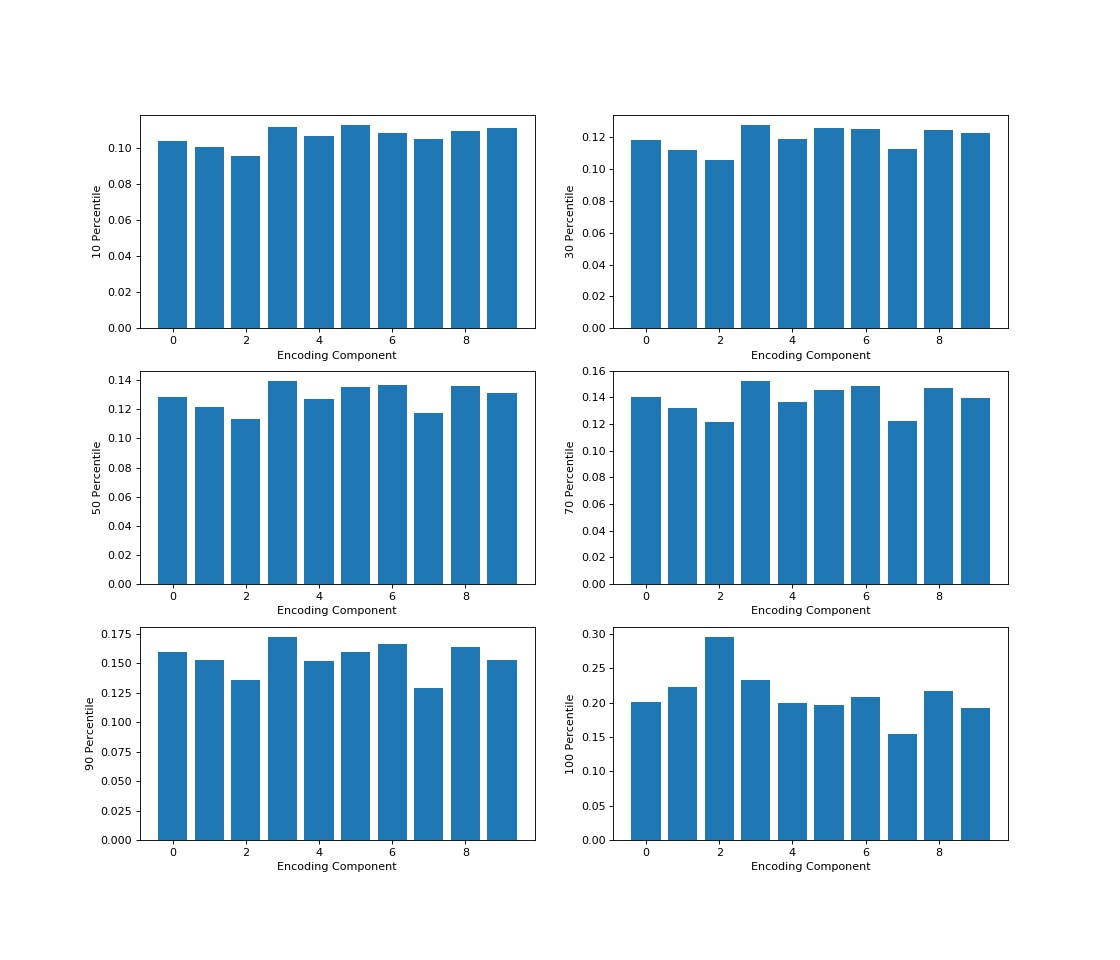 10 Percentile
0.10
0.08
0.06
0.04
0.02
0.00
0 2 4 6 8
Encoding Component
30 Percentile
0.12
0.10
0.08
0.06
0.04
0.02
0.00
0 2 4 6 8
Encoding Component
50 Percentile
0.14
0.12
0.10
0.08
0.06
0.04
0.02
0.00
0 2 4 6 8
Encoding Component
70 Percentile
0.16
0.14
0.12
0.10
0.08
0.06
0.04
0.02
0.00
0 2 4 6 8
Encoding Component
90 Percentile
0.175
0.150
0.125
0.100
0.075
0.050
0.025
0.000
0 2 4 6 8
Encoding Component
100 Percentile
0.30
0.25
0.20
0.15
0.10
0.05
0.00
0 2 4 6 8
Encoding Component